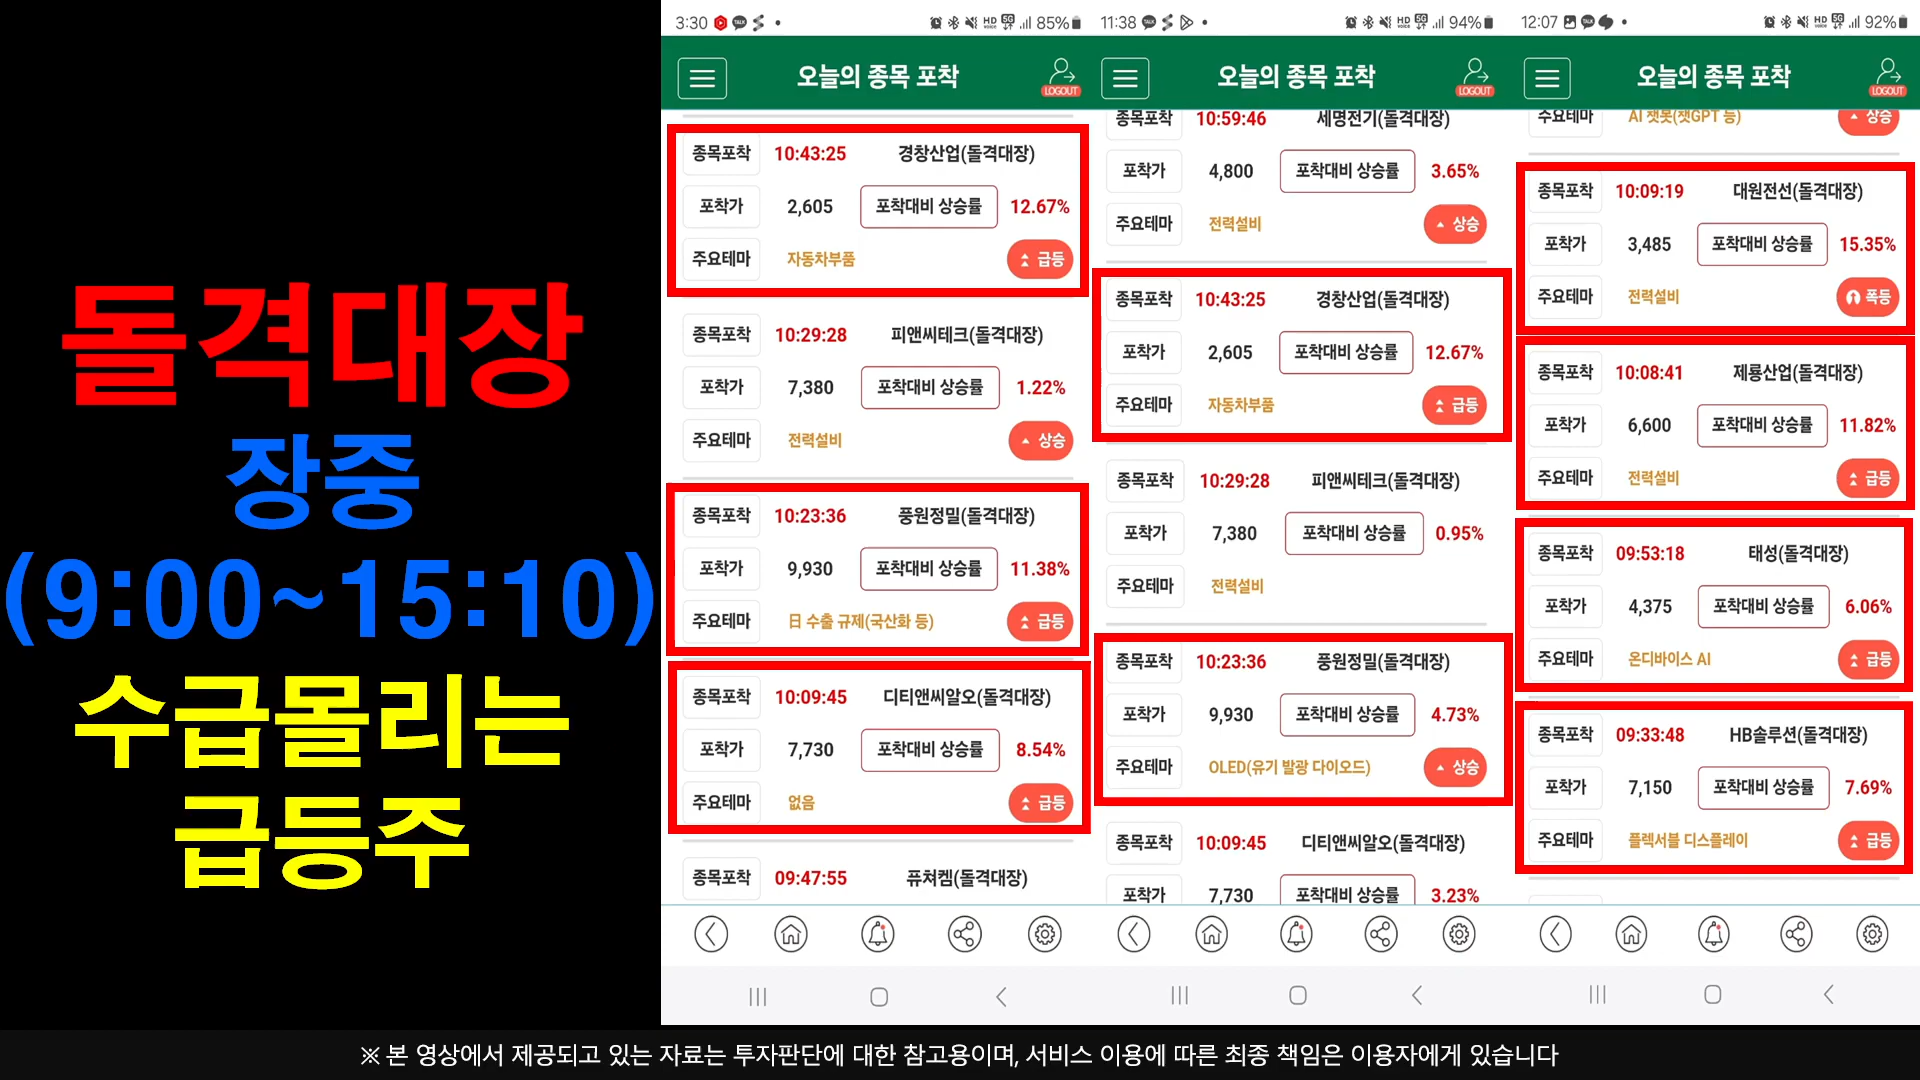 돌격대장
장중
(9:00~15:10)
수급몰리는
급등주
3:30
HD voice 5G 85%
오늘의 종목 포착
LOGOUT
종목포착 10:43:25 경창산업(돌격대장)
포착가 2,605 포착대비 상승률 12.67%
주요테마 자동차부품 급등
종목포착 10:29:28 피앤씨테크(돌격대장)
포착가 7,380 포착대비 상승률 1.22%
주요테마 전력설비 상승
종목포착 10:23:36 풍원정밀(돌격대장)
포착가 9,930 포착대비 상승률 11.38%
주요테마 日 수출 규제(국산화 등) 급등
종목포착 10:09:45 디티앤씨알오(돌격대장)
포착가 7,730 포착대비 상승률 8.54%
주요테마 없음 급등
종목포착 09:47:55 퓨쳐켐(돌격대장)
11:38
HD voice 5G 94%
오늘의 종목 포착
LOGOUT
종목포착 10:59:46 세명전기(돌격대장)
포착가 4,800 포착대비 상승률 3.65%
주요테마 전력설비 상승
종목포착 10:43:25 경창산업(돌격대장)
포착가 2,605 포착대비 상승률 12.67%
주요테마 자동차부품 급등
종목포착 10:29:28 피앤씨테크(돌격대장)
포착가 7,380 포착대비 상승률 0.95%
주요테마 전력설비
종목포착 10:23:36 풍원정밀(돌격대장)
포착가 9,930 포착대비 상승률 4.73%
주요테마 OLED(유기 발광 다이오드) 상승
종목포착 10:09:45 디티앤씨알오(돌격대장)
포착가 7,730 포착대비 상승률 3.23%
12:07
HD voice 5G 92%
오늘의 종목 포착
LOGOUT
주요테마 AI 챗봇(챗GPT 등) 상승
종목포착 10:09:19 대원전선(돌격대장)
포착가 3,485 포착대비 상승률 15.35%
주요테마 전력설비 폭등
종목포착 10:08:41 제룡산업(돌격대장)
포착가 6,600 포착대비 상승률 11.82%
주요테마 전력설비 급등
종목포착 09:53:18 태성(돌격대장)
포착가 4,375 포착대비 상승률 6.06%
주요테마 온디바이스 AI 급등
종목포착 09:33:48 HB솔루션(돌격대장)
포착가 7,150 포착대비 상승률 7.69%
주요테마 플렉서블 디스플레이 급등
※ 본 영상에서 제공되고 있는 자료는 투자판단에 대한 참고용이며, 서비스 이용에 따른 최종 책임은 이용자에게 있습니다